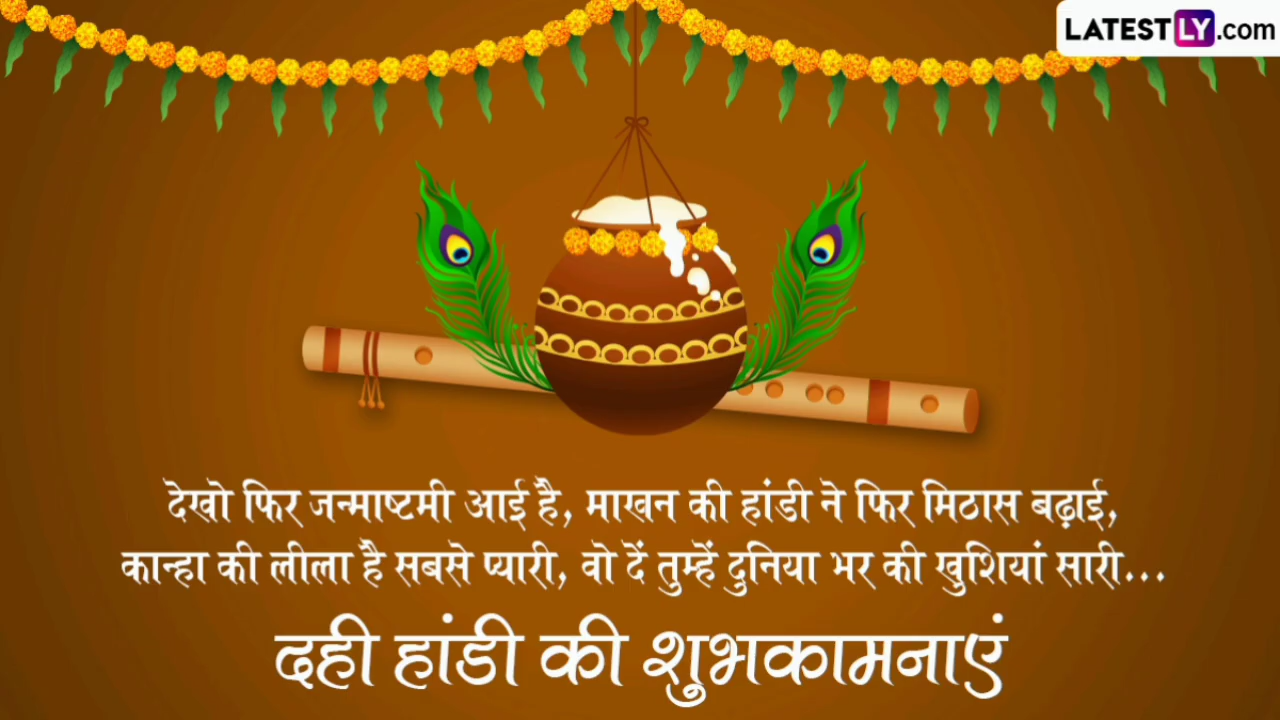 LATESTLY.com
देखो फिर जन्माष्टमी आई है, माखन की हांडी ने फिर मिठास बढ़ाई,
कान्हा की लीला है सबसे प्यारी, वो दें तुम्हें दुनिया भर की खुशियां सारी...
दही हांडी की शुभकामनाएं